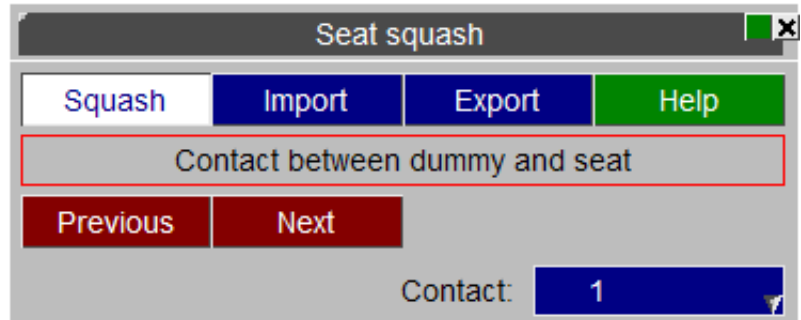 Seat squash
Squash Import Export Help
Contact between dummy and seat
Previous Next
Contact: 1